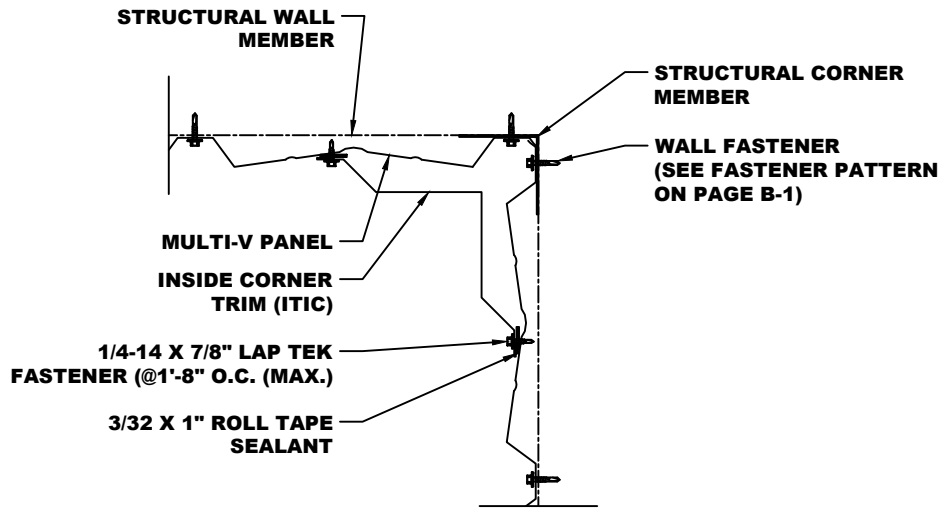 STRUCTURAL WALL
MEMBER
STRUCTURAL CORNER
MEMBER
WALL FASTENER
(SEE FASTENER PATTERN
ON PAGE B-1)
MULTI-V PANEL
INSIDE CORNER
TRIM (ITIC)
1/4-14 X 7/8" LAP TEK
FASTENER (@1'-8" O.C. (MAX.)
3/32 X 1" ROLL TAPE
SEALANT